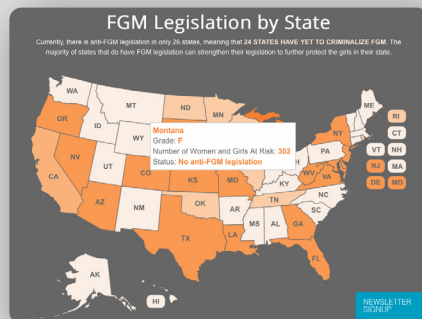 FGM Legislation by State
Currently, there is anti-FGM legislation in only 26 states, meaning that 24 STATES HAVE YET TO CRIMINALIZE FGM. The
majority of states that do have FGM legislation can strengthen their legislation to further protect the girls in their state.
WA
MT
ND
MN
ME
RI
OR
ID
WY
NY
CT
VT
NH
NV
UT
CO
KS
MO
PA
NJ
MA
CA
WV
VA
DE
MD
KY
AZ
NM
OK
AR
TN
NC
SC
MS
AL
GA
TX
LA
FL
AK
HI
Montana
Grade: F
Number of Women and Girls At Risk: 302
Status: No anti-FGM legislation
NEWSLETTER
SIGNUP